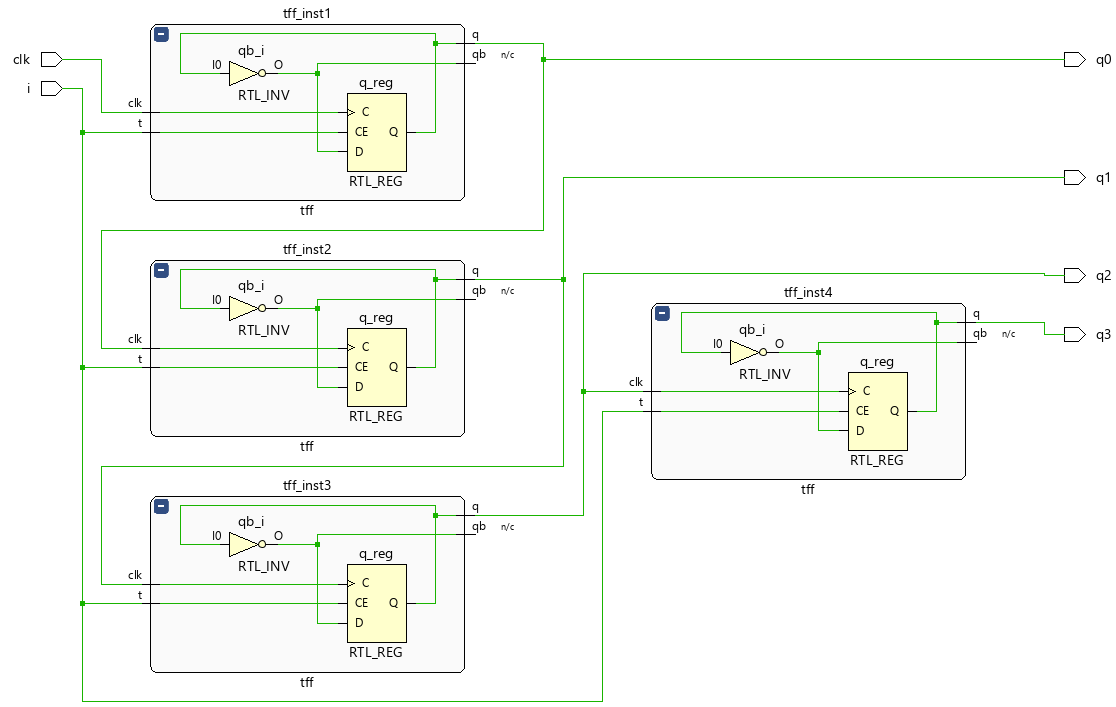 tff_inst1
clk
i
qb_i
I0
O
RTL_INV
q
qb
n/c
q_reg
clk
t
C
CE
Q
D
RTL_REG
tff
q0
q1
tff_inst2
qb_i
I0
O
RTL_INV
q
qb
n/c
q_reg
clk
t
C
CE
Q
D
RTL_REG
tff
q2
q3
tff_inst4
qb_i
I0
O
RTL_INV
q
qb
n/c
q_reg
clk
t
C
CE
Q
D
RTL_REG
tff
tff_inst3
qb_i
I0
O
RTL_INV
q
qb
n/c
q_reg
clk
t
C
CE
Q
D
RTL_REG
tff